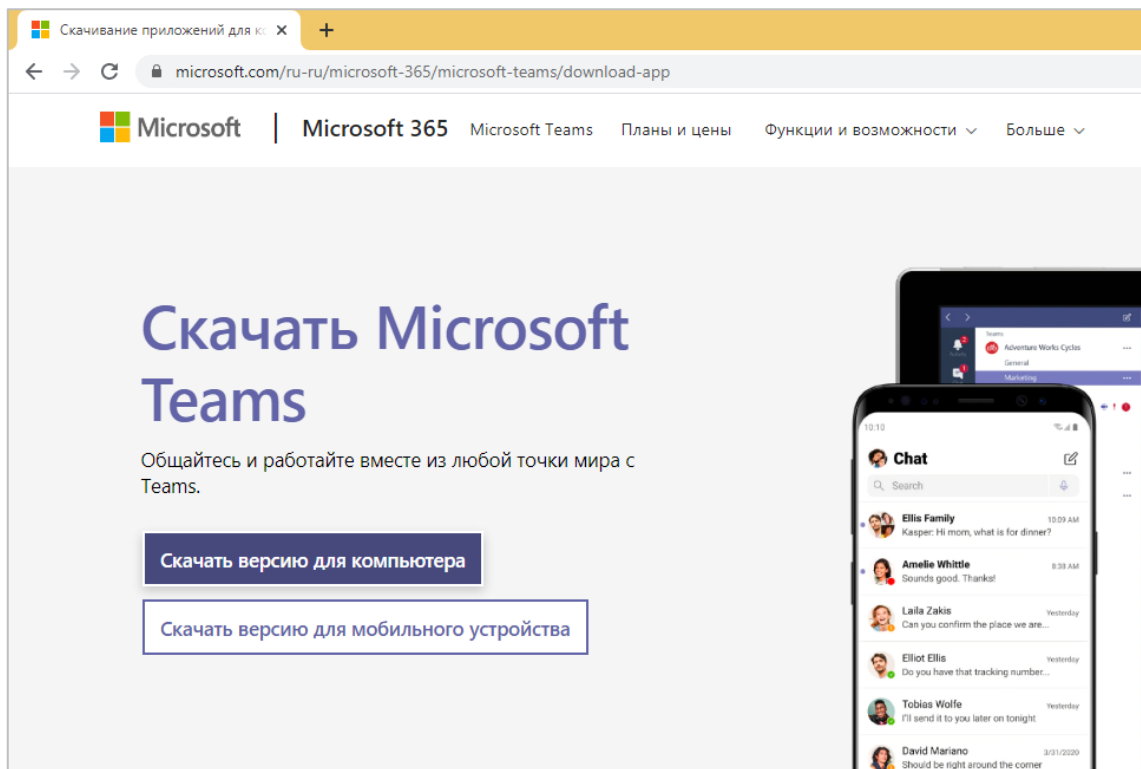 Скачивание приложений для кс
microsoft.com/ru-ru/microsoft-365/microsoft-teams/download-app
Microsoft | Microsoft 365 Microsoft Teams Планы и цены Функции и возможности Больше
Скачать Microsoft
Teams
Общайтесь и работайте вместе из любой точки мира с
Teams.
Скачать версию для компьютера
Скачать версию для мобильного устройства
Teams
Adventure Works Cycles
General
Marketing
10:10
Chat
Search
Ellis Family 10:09 AM
Kasper: Hi mom, what is for dinner?
Amelie Whittle 8:38 AM
Sounds good. Thanks!
Laila Zakis Yesterday
Can you confirm the place we are...
Elliot Ellis Yesterday
Do you have that tracking number...
Tobias Wolfe Yesterday
I'll send it to you later on tonight
David Mariano 3/31/2020
Should be right around the corner